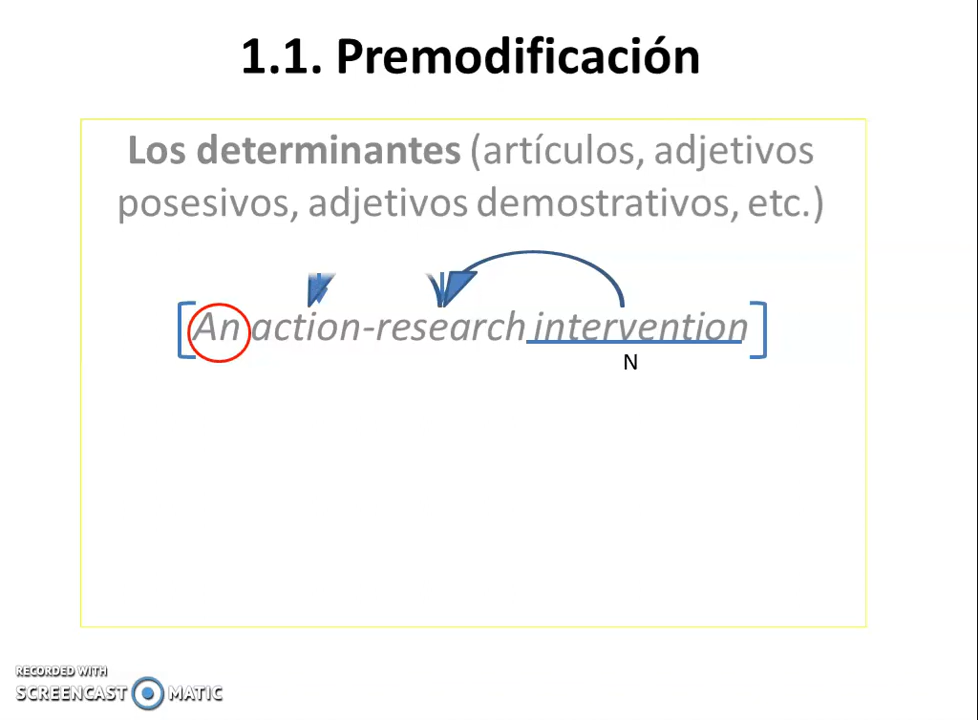 1.1. Premodificación
Los determinantes (artículos, adjetivos
posesivos, adjetivos demostrativos, etc.)
An action-research intervention
N
RECORDED WITH
SCREENCAST MATIC